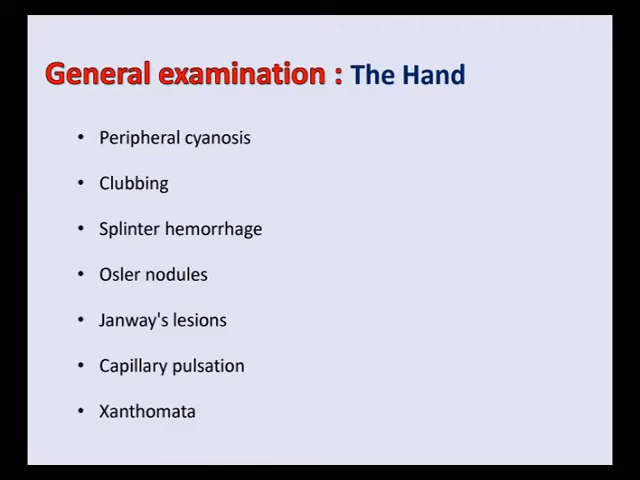 General examination : The Hand
• Peripheral cyanosis
• Clubbing
• Splinter hemorrhage
• Osler nodules
• Janway's lesions
• Capillary pulsation
• Xanthomata